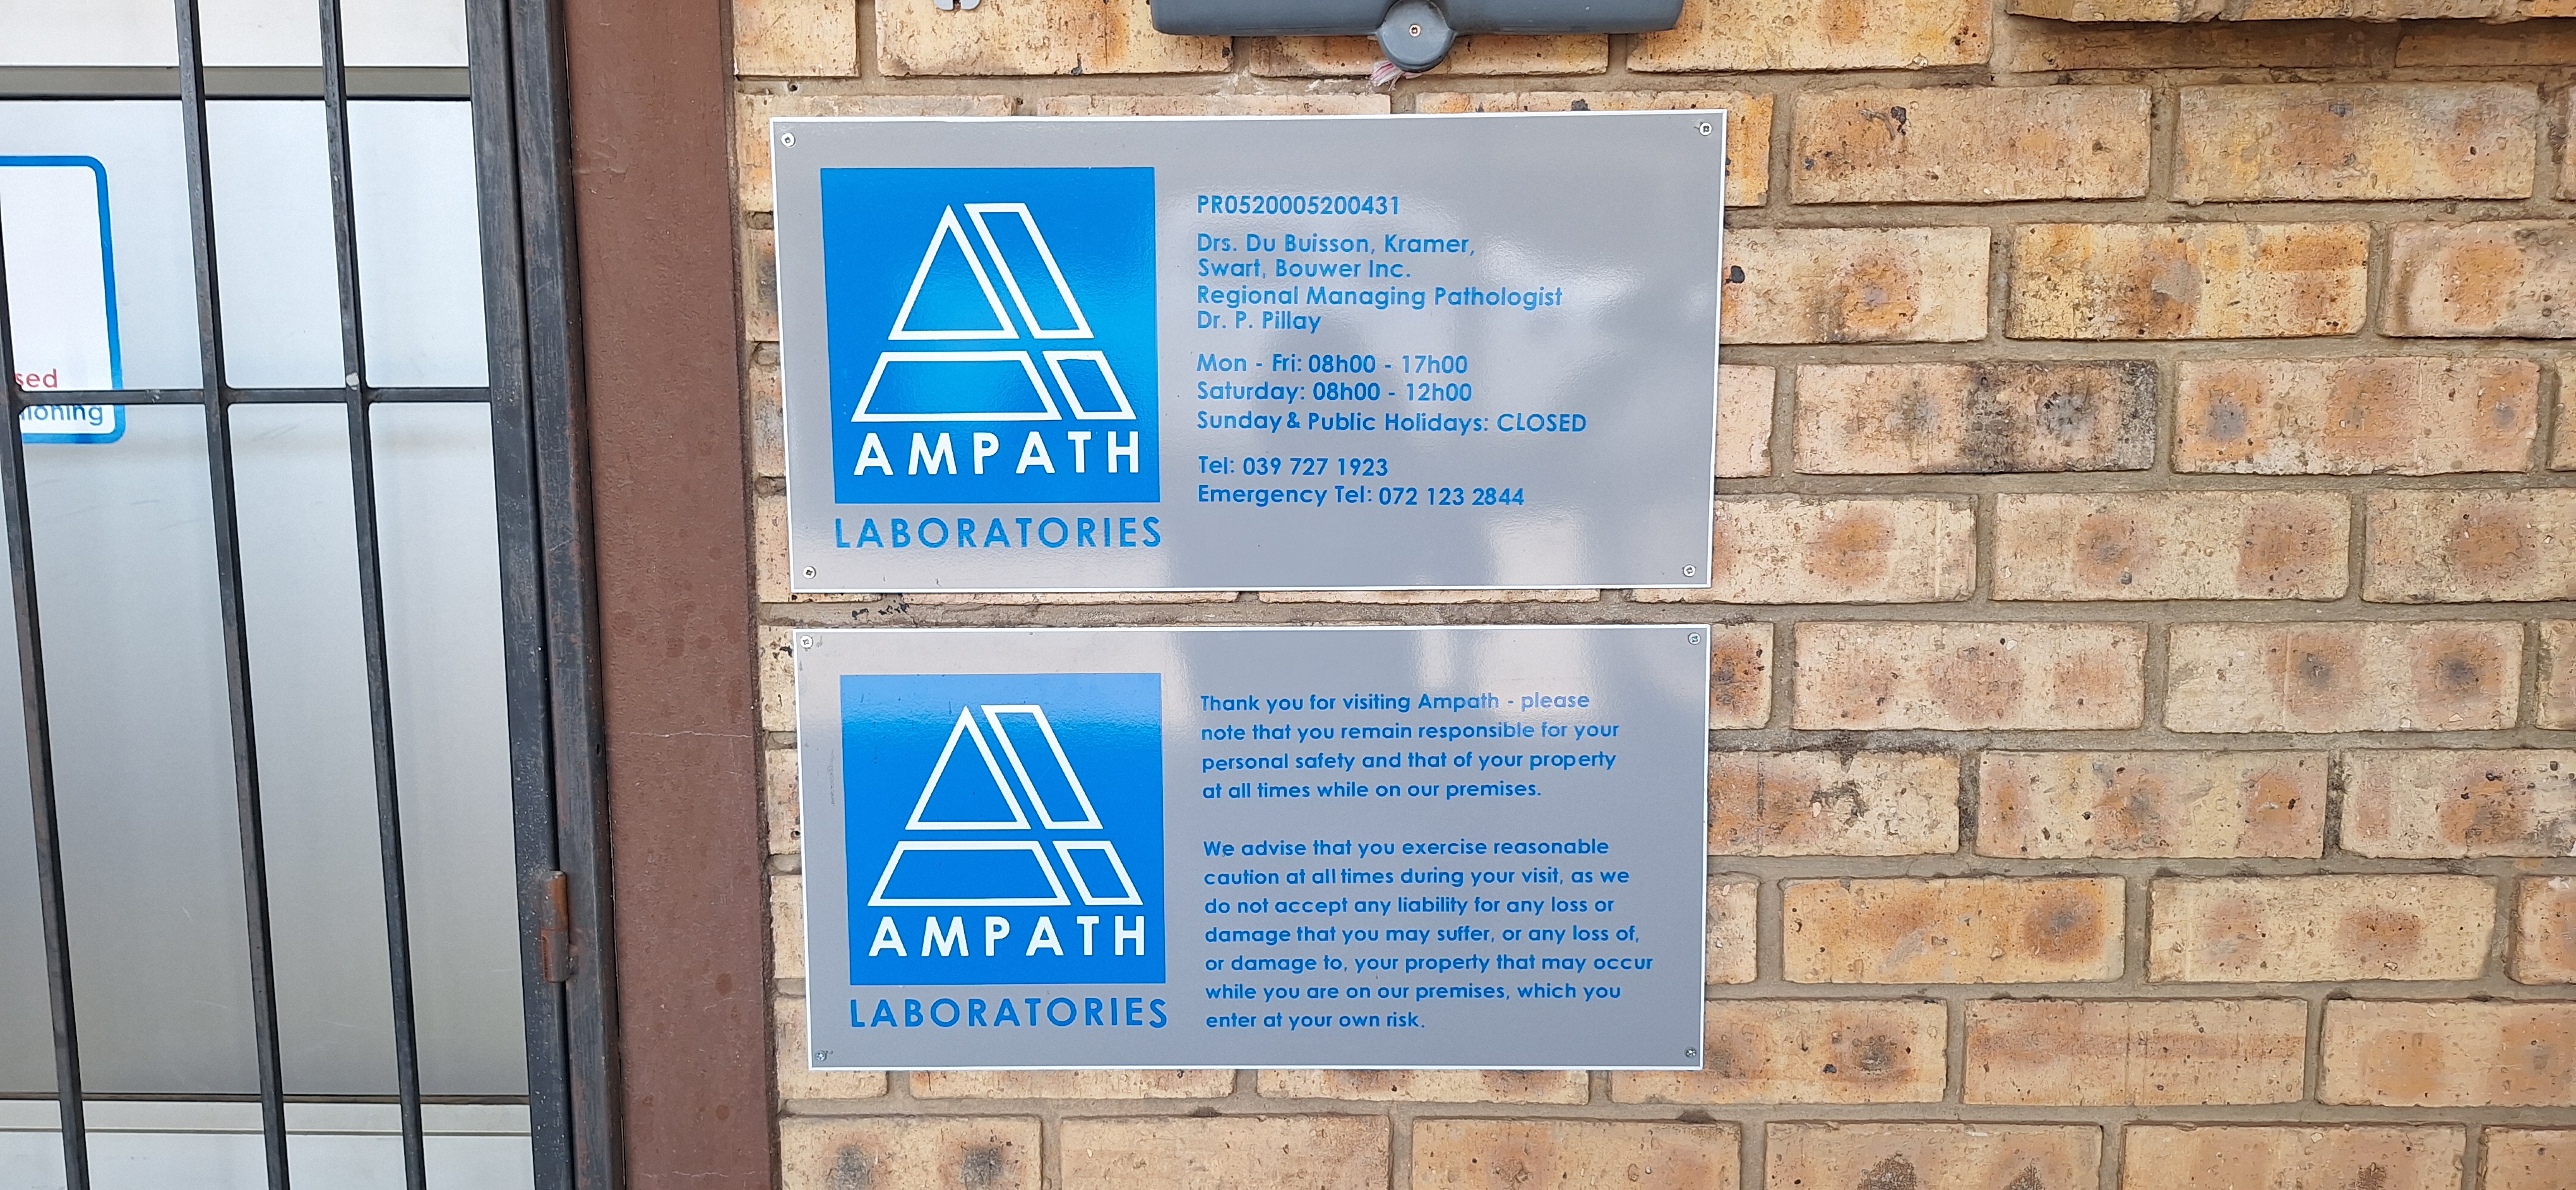 sed
ioning
AMPATH
LABORATORIES
PR0520005200431
Drs. Du Buisson, Kramer,
Swart, Bouwer Inc.
Regional Managing Pathologist
Dr. P. Pillay
Mon - Fri: 08h00 - 17h00
Saturday: 08h00 - 12h00
Sunday & Public Holidays: CLOSED
Tel: 039 727 1923
Emergency Tel: 072 123 2844
AMPATH
LABORATORIES
Thank you for visiting Ampath - please
note that you remain responsible for your
personal safety and that of your property
at all times while on our premises.
We advise that you exercise reasonable
caution at all times during your visit, as we
do not accept any liability for any loss or
damage that you may suffer, or any loss of,
or damage to, your property that may occur
while you are on our premises, which you
enter at your own risk.